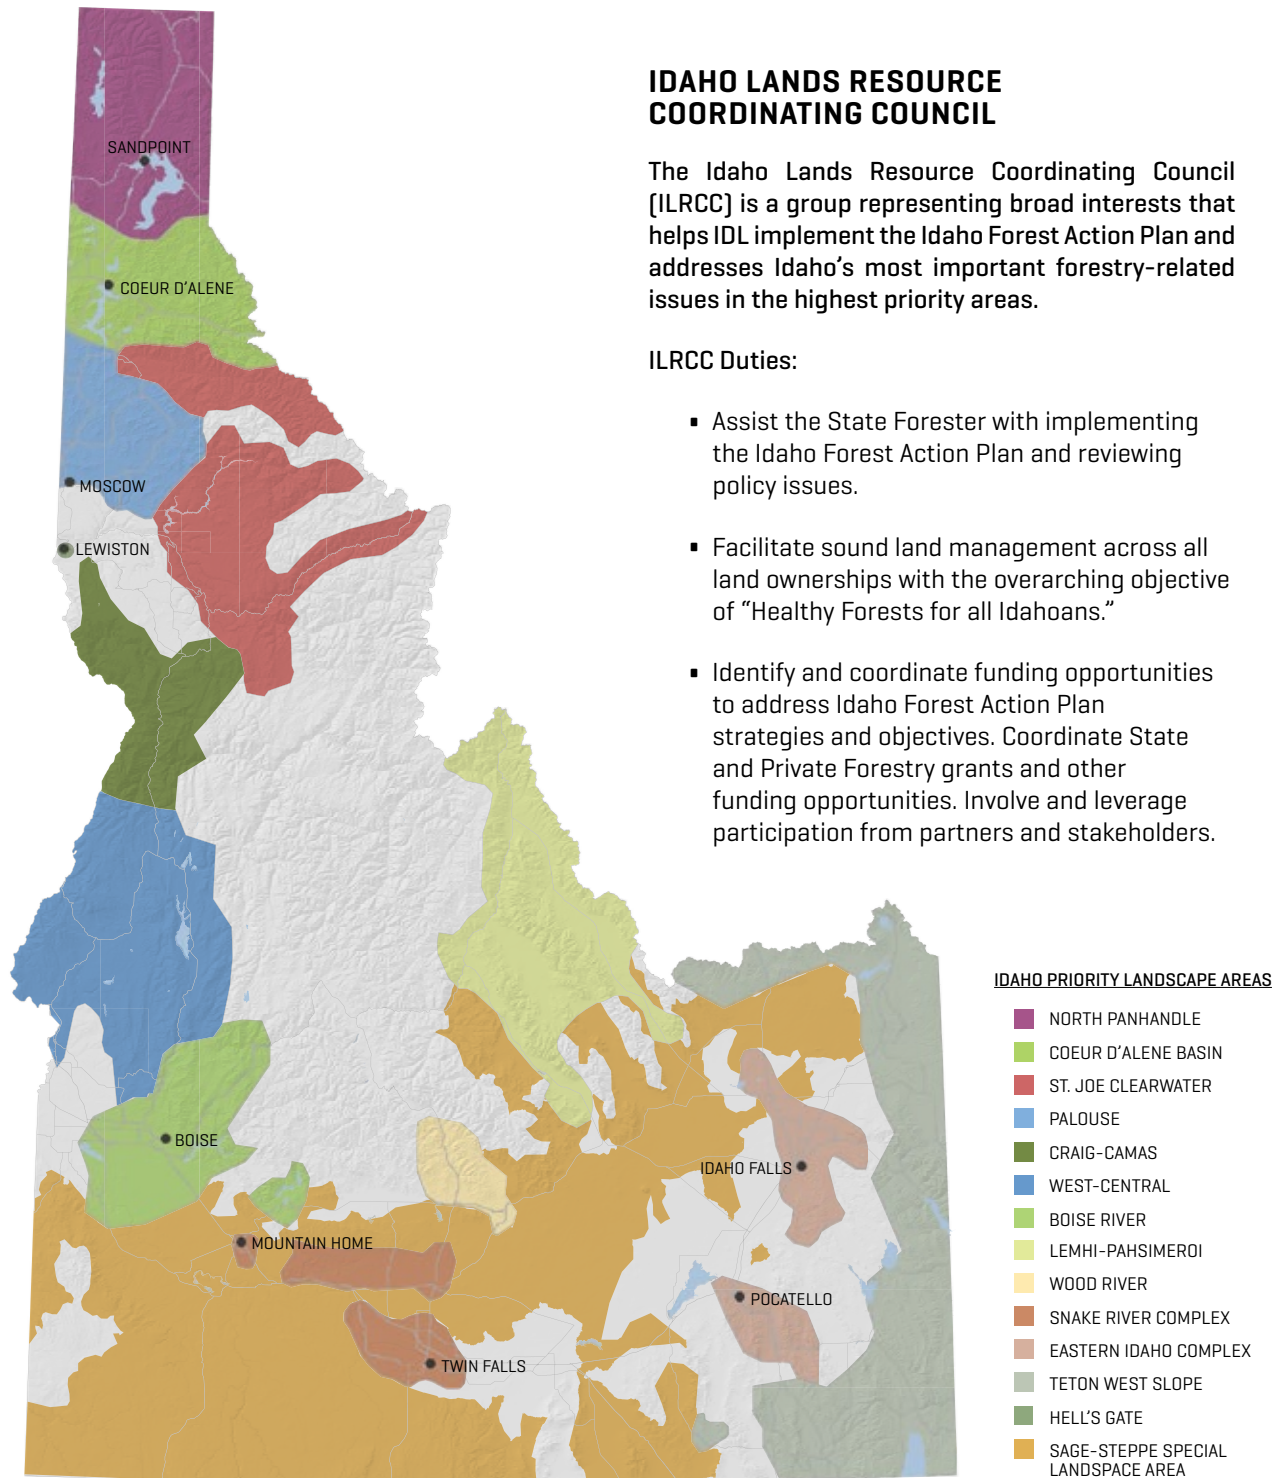 IDAHO LANDS RESOURCE
COORDINATING COUNCIL
The Idaho Lands Resource Coordinating Council
(ILRCC) is a group representing broad interests that
helps IDL implement the Idaho Forest Action Plan and
addresses Idaho's most important forestry-related
issues in the highest priority areas.
ILRCC Duties:
▪ Assist the State Forester with implementing
the Idaho Forest Action Plan and reviewing
policy issues.
▪ Facilitate sound land management across all
land ownerships with the overarching objective
of “Healthy Forests for all Idahoans.”
▪ Identify and coordinate funding opportunities
to address Idaho Forest Action Plan
strategies and objectives. Coordinate State
and Private Forestry grants and other
funding opportunities. Involve and leverage
participation from partners and stakeholders.
SANDPOINT
COEUR D'ALENE
MOSCOW
LEWISTON
BOISE
IDAHO FALLS
MOUNTAIN HOME
POCATELLO
TWIN FALLS
IDAHO PRIORITY LANDSCAPE AREAS
NORTH PANHANDLE
COEUR D'ALENE BASIN
ST. JOE CLEARWATER
PALOUSE
CRAIG-CAMAS
WEST-CENTRAL
BOISE RIVER
LEMHI-PAHSIMEROI
WOOD RIVER
SNAKE RIVER COMPLEX
EASTERN IDAHO COMPLEX
TETON WEST SLOPE
HELL'S GATE
SAGE-STEPPE SPECIAL
LANDSPACE AREA